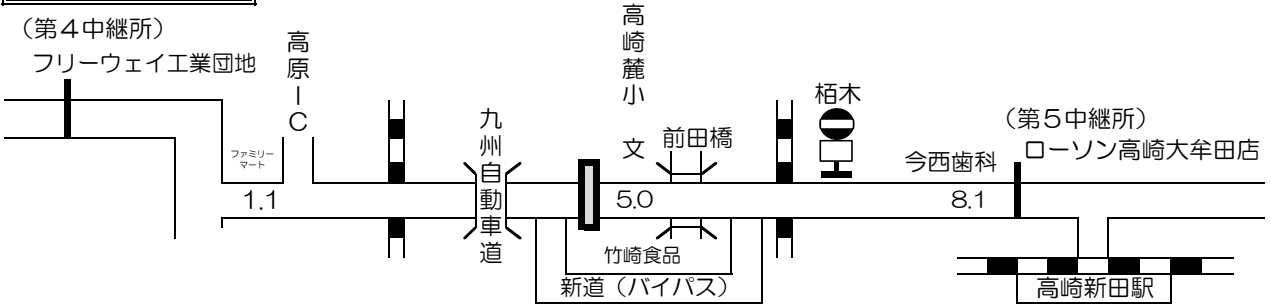 （第４中継所）
フリーウェイ工業団地
高原ーＣ
ファミリー
マート
1.1
九州自動車道
高崎麓小
文
5.0
前田橋
竹崎食品
新道（バイパス）
栢木
今西歯科
8.1
（第５中継所）
ローソン高崎大牟田店
高崎新田駅